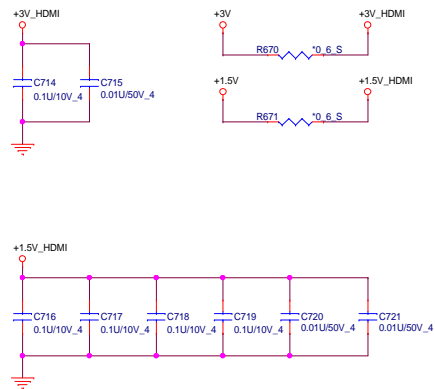 +3V_HDMI
+3V
+3V_HDMI
R670
*0_6_S
C714
0.1U/10V_4
C715
0.01U/50V_4
+1.5V
+1.5V_HDMI
R671
*0_6_S
+1.5V_HDMI
C716
0.1U/10V_4
C717
0.1U/10V_4
C718
0.1U/10V_4
C719
0.1U/10V_4
C720
0.01U/50V_4
C721
0.01U/50V_4